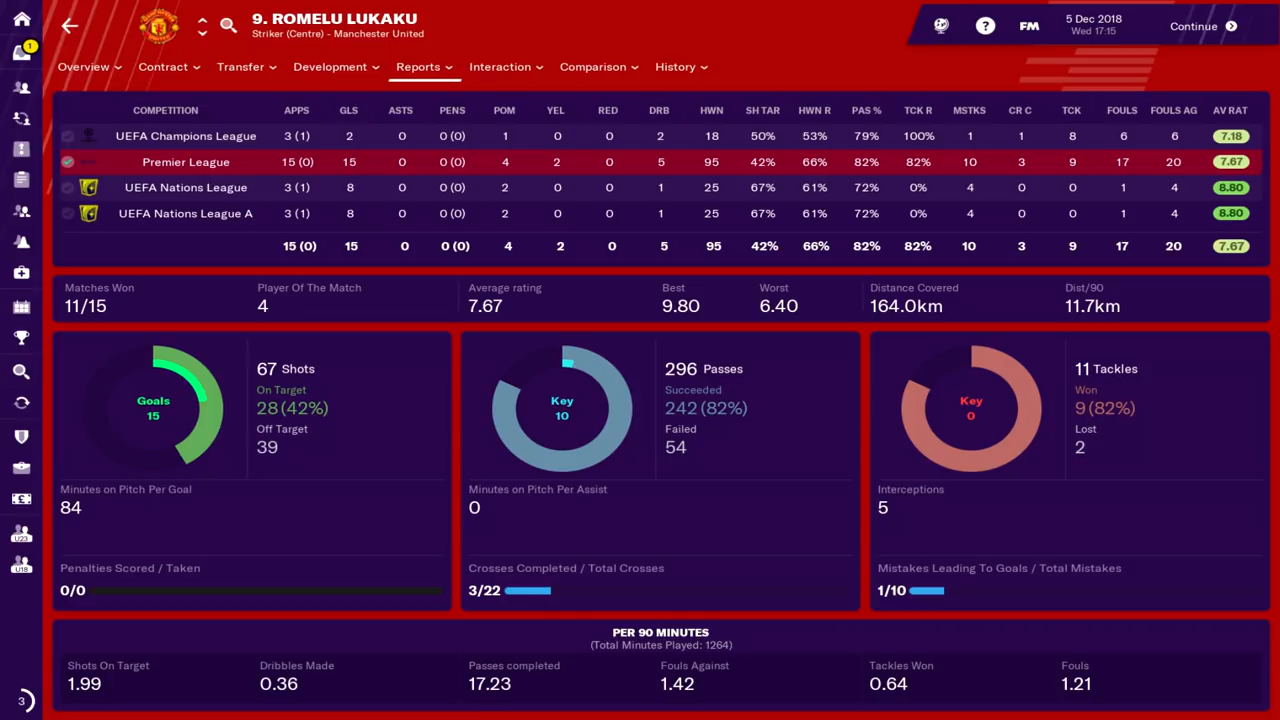 9. ROMELU LUKAKU
Striker (Centre) - Manchester United
5 Dec 2018
Wed 17:15
FM
Continue
1
Overview Contract Transfer Development Reports Interaction Comparison History
COMPETITION APPS GLS ASTS PENS POM YEL RED DRB HWN SH TAR HWN R PAS % TCK R MSTKS CR C TCK FOULS FOULS AG AV RAT
UEFA Champions League 3 (1) 2 0 0 (0) 1 0 0 2 18 50% 53% 79% 100% 1 1 8 6 6 7.18
Premier League 15 (0) 15 0 0 (0) 4 2 0 5 95 42% 66% 82% 82% 10 3 9 17 20 7.67
UEFA Nations League 3 (1) 8 0 0 (0) 2 0 0 1 25 67% 61% 72% 0% 4 0 0 1 4 8.80
UEFA Nations League A 3 (1) 8 0 0 (0) 2 0 0 1 25 67% 61% 72% 0% 4 0 0 1 4 8.80
15 (0) 15 0 0 (0) 4 2 0 5 95 42% 66% 82% 82% 10 3 9 17 20 7.67
Matches Won Player Of The Match Average rating Best Worst Distance Covered Dist/90
11/15 4 7.67 9.80 6.40 164.0km 11.7km
Goals
15
67 Shots
On Target
28 (42%)
Off Target
39
Minutes on Pitch Per Goal
84
Penalties Scored / Taken
0/0
Key
10
296 Passes
Succeeded
242 (82%)
Failed
54
Minutes on Pitch Per Assist
0
Crosses Completed / Total Crosses
3/22
Key
0
11 Tackles
Won
9 (82%)
Lost
2
Interceptions
5
Mistakes Leading To Goals / Total Mistakes
1/10
PER 90 MINUTES
(Total Minutes Played: 1264)
Shots On Target Dribbles Made Passes completed Fouls Against Tackles Won Fouls
1.99 0.36 17.23 1.42 0.64 1.21
U23
U18
3